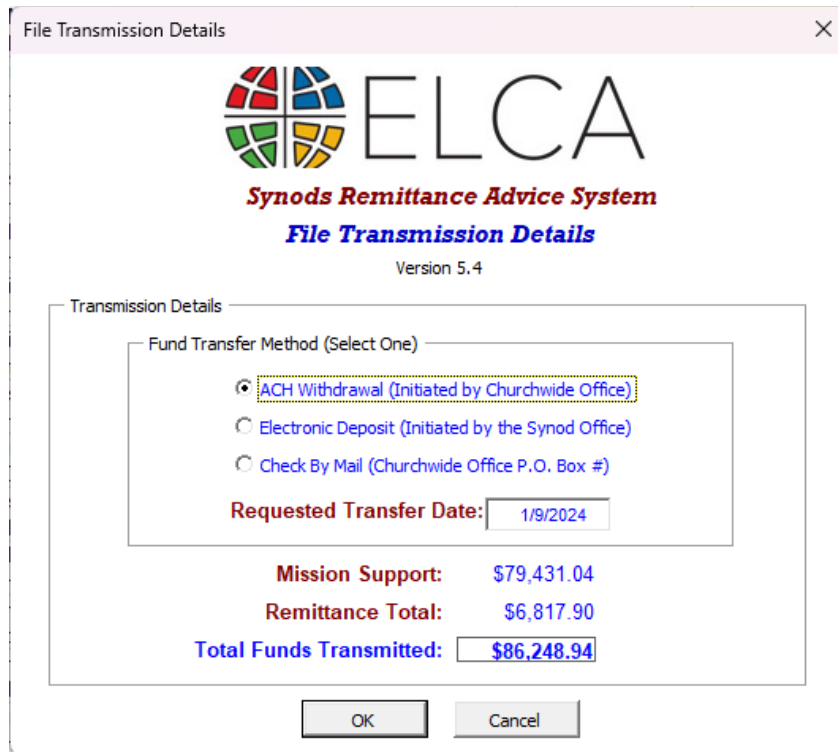 File Transmission Details
ELCA
Synods Remittance Advice System
File Transmission Details
Version 5.4
Transmission Details
Fund Transfer Method (Select One)
ACH Withdrawal (Initiated by Churchwide Office)
Electronic Deposit (Initiated by the Synod Office)
Check By Mail (Churchwide Office P.O. Box #)
Requested Transfer Date: 1/9/2024
Mission Support: $79,431.04
Remittance Total: $6,817.90
Total Funds Transmitted: $86,248.94
OK Cancel